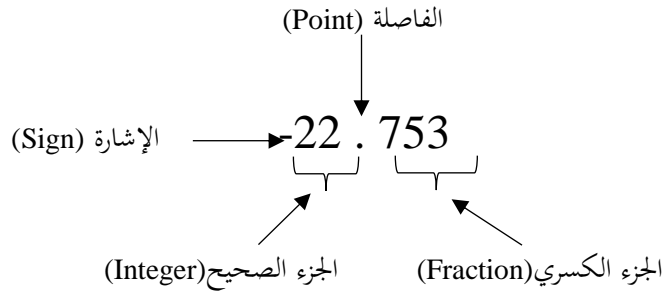 الفاصلة (Point)
الإشارة (Sign)
-22 . 753
الجزء الصحيح(Integer)
الجزء الكسري(Fraction)